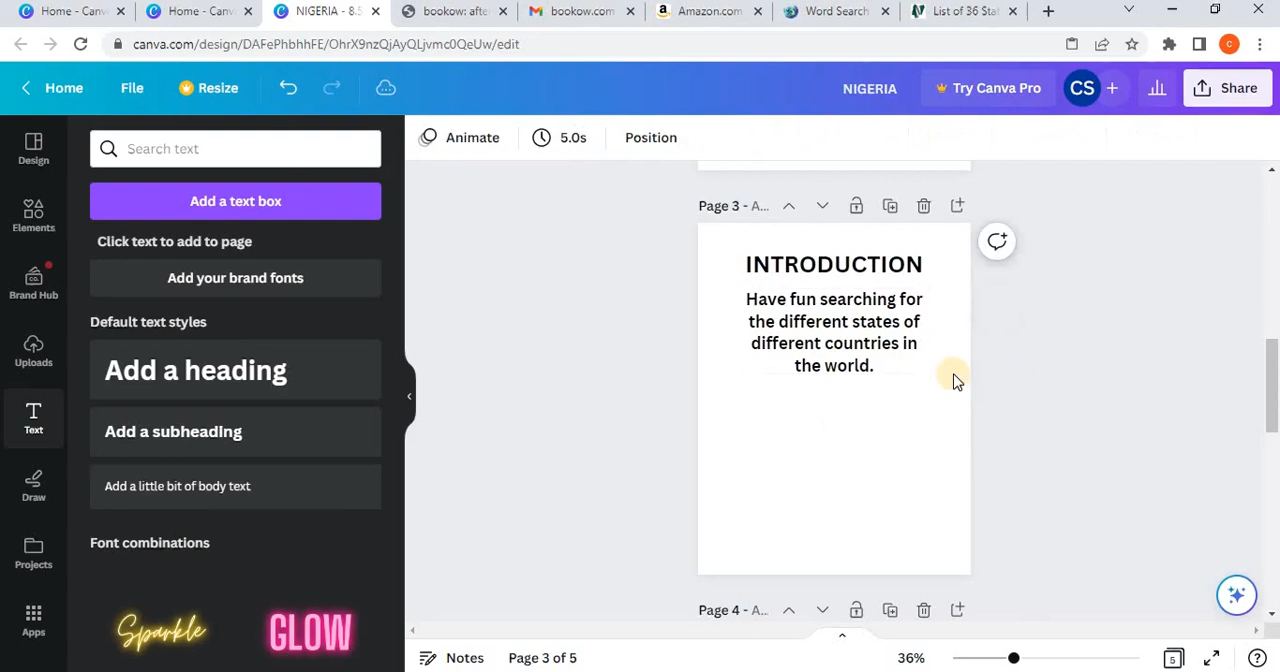 Home - Canv
Home - Canv
NIGERIA - 8.5
bookow: afte
bookow.com
Amazon.com
Word Search
List of 36 Sta
canva.com/design/DAFePhbhhFE/OhrX9nzQjAyQLjvmc0QeUw/edit
C
Home
File
Resize
NIGERIA
Try Canva Pro
CS
Share
Design
Elements
Brand Hub
Uploads
Text
Draw
Projects
Apps
Search text
Add a text box
Click text to add to page
Add your brand fonts
Default text styles
Add a heading
Add a subheading
Add a little bit of body text
Font combinations
Sparkle
GLOW
Animate
5.0s
Position
Page 3 - A...
INTRODUCTION
Have fun searching for
the different states of
different countries in
the world.
Page 4 - A...
Notes
Page 3 of 5
36%
5